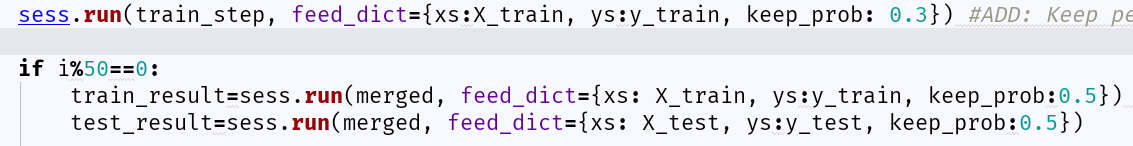 sess.run(train_step, feed_dict={xs:X_train, ys:y_train, keep_prob: 0.3}) #ADD: Keep
if i%50==0:
train_result=sess.run(merged, feed_dict={xs: X_train, ys:y_train, keep_prob:0.5})
test_result=sess.run(merged, feed_dict={xs: X_test, ys:y_test, keep_prob:0.5})